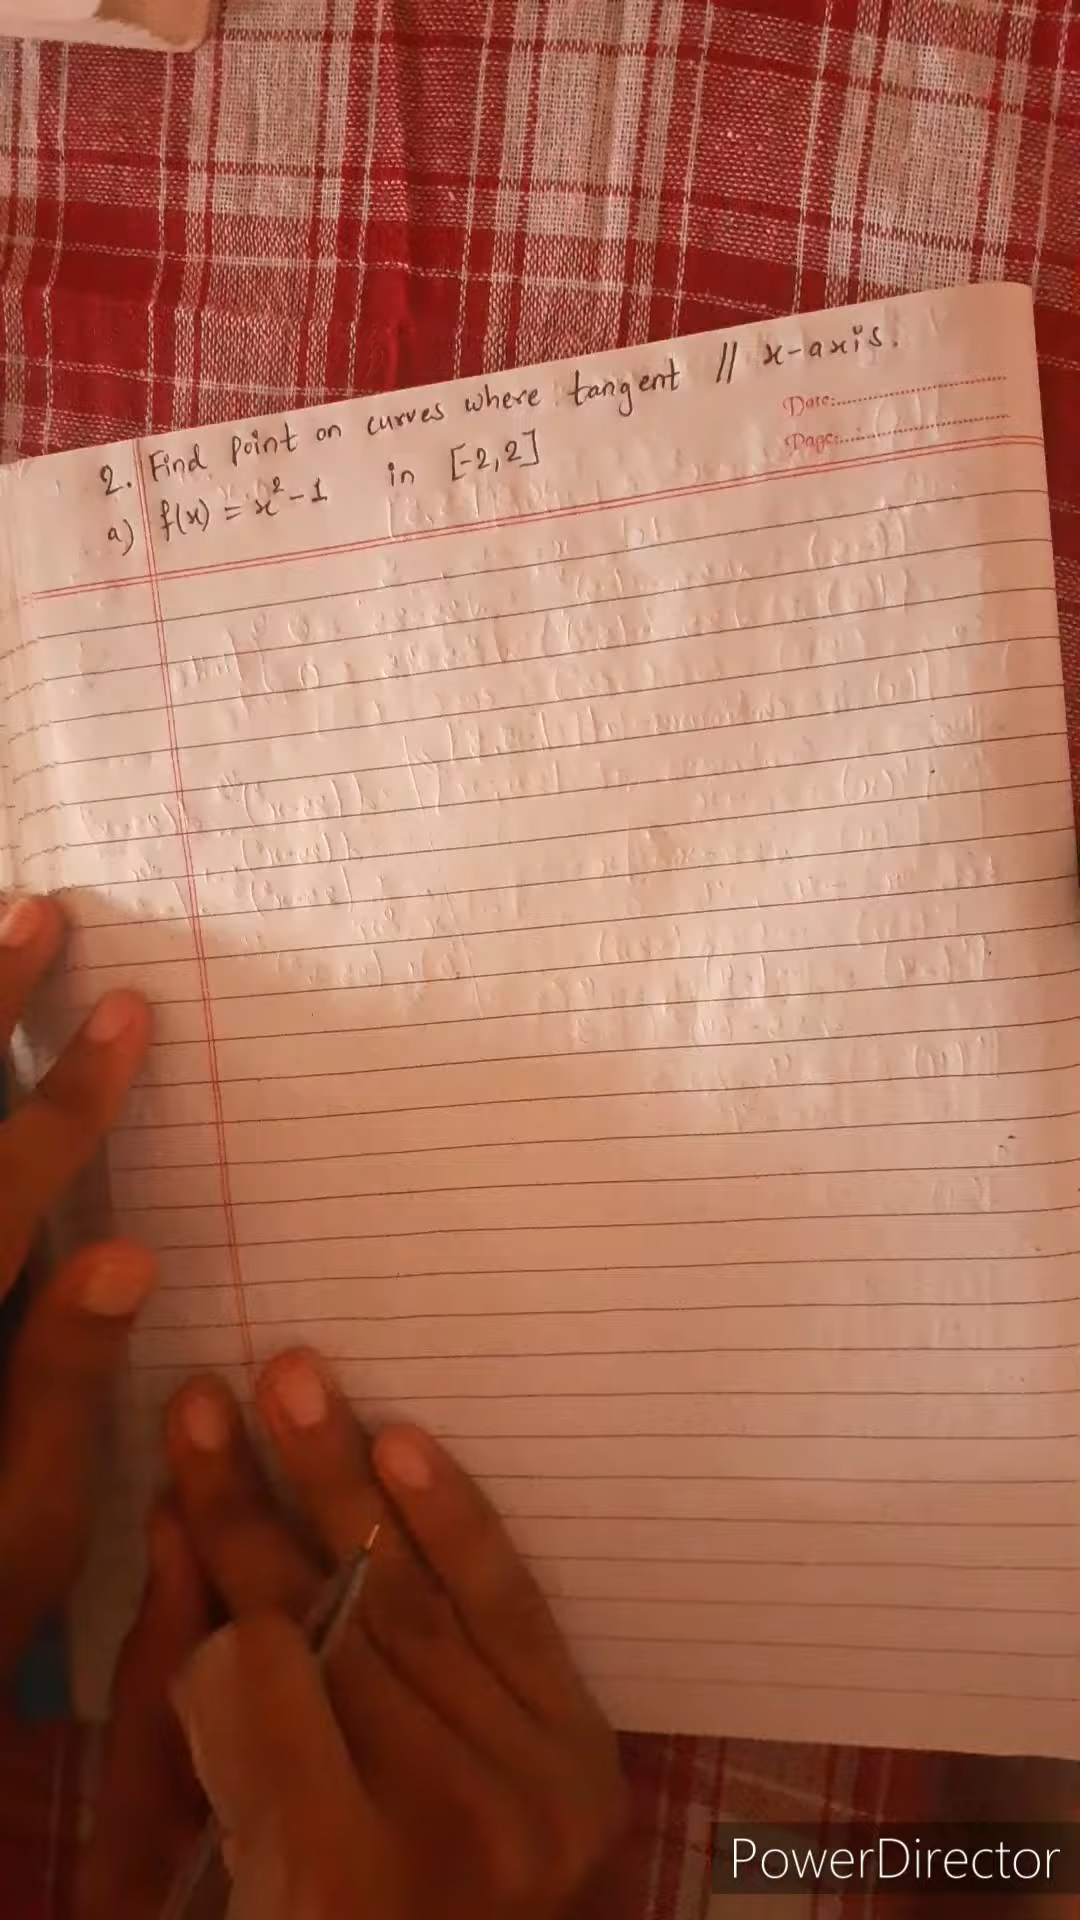 2. Find Point on curves where tangent // x-axis.
a) f(x) = x² - 1 in [-2,2]
Date:
Page:
PowerDirector